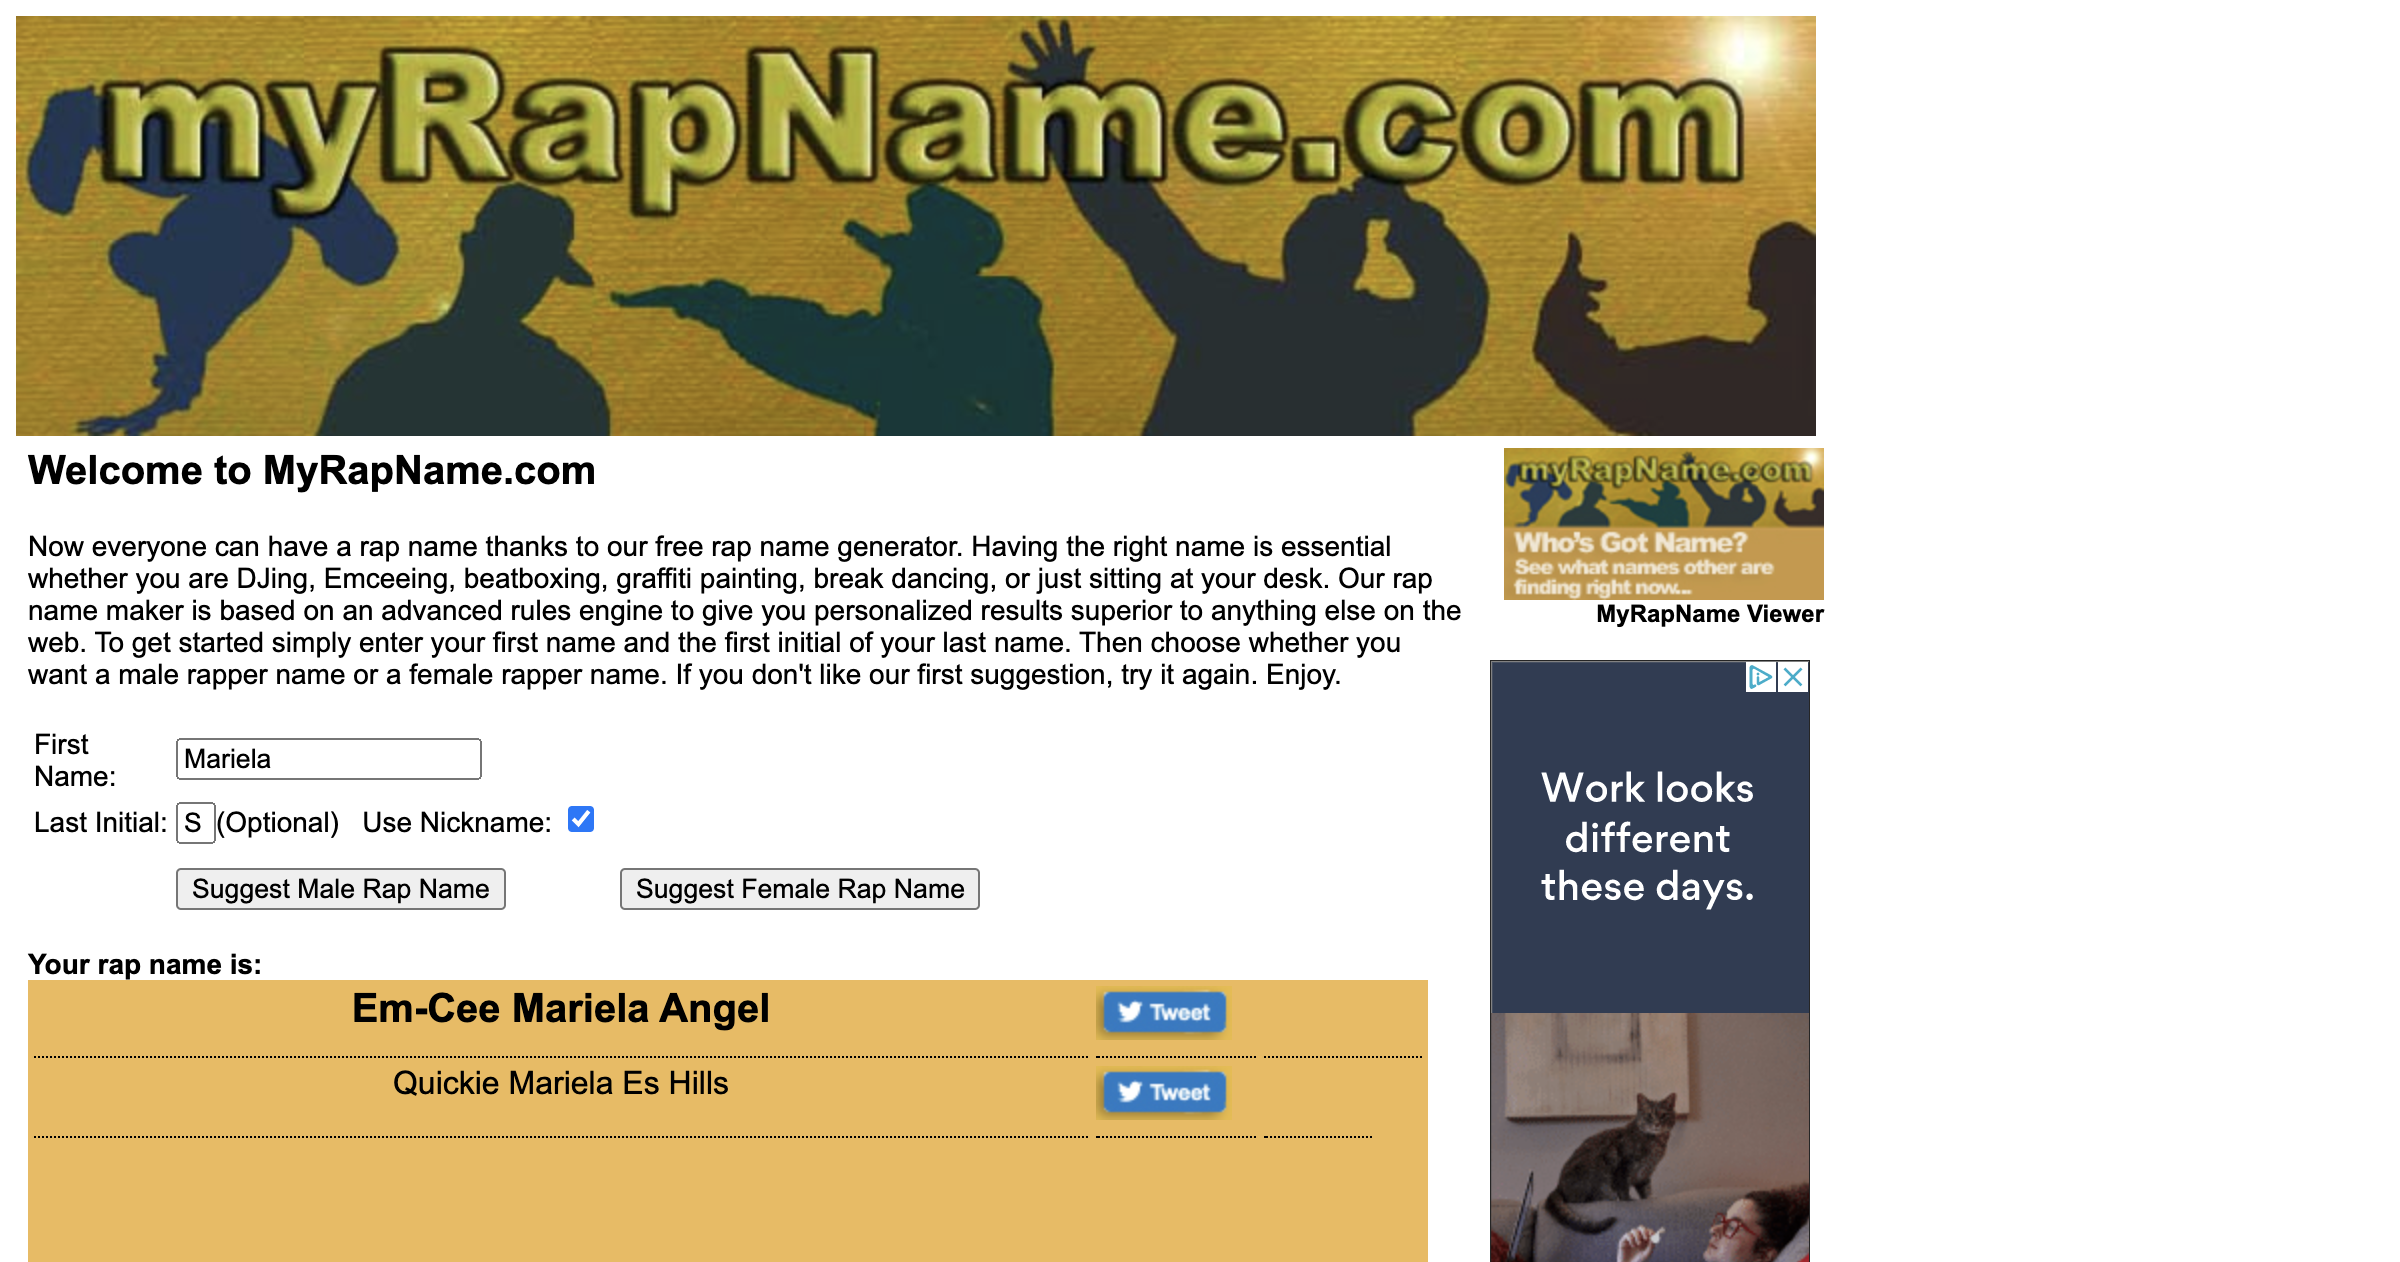 myRapName.com
Welcome to MyRapName.com
Now everyone can have a rap name thanks to our free rap name generator. Having the right name is essential
whether you are DJing, Emceeing, beatboxing, graffiti painting, break dancing, or just sitting at your desk. Our rap
name maker is based on an advanced rules engine to give you personalized results superior to anything else on the
web. To get started simply enter your first name and the first initial of your last name. Then choose whether you
want a male rapper name or a female rapper name. If you don't like our first suggestion, try it again. Enjoy.
First
Name:
Mariela
Last Initial: S (Optional) Use Nickname:
Suggest Male Rap Name Suggest Female Rap Name
Your rap name is:
Em-Cee Mariela Angel Tweet
Quickie Mariela Es Hills Tweet
myRapName.com
Who's Got Name?
See what names other are
finding right now...
MyRapName Viewer
Work looks
different
these days.